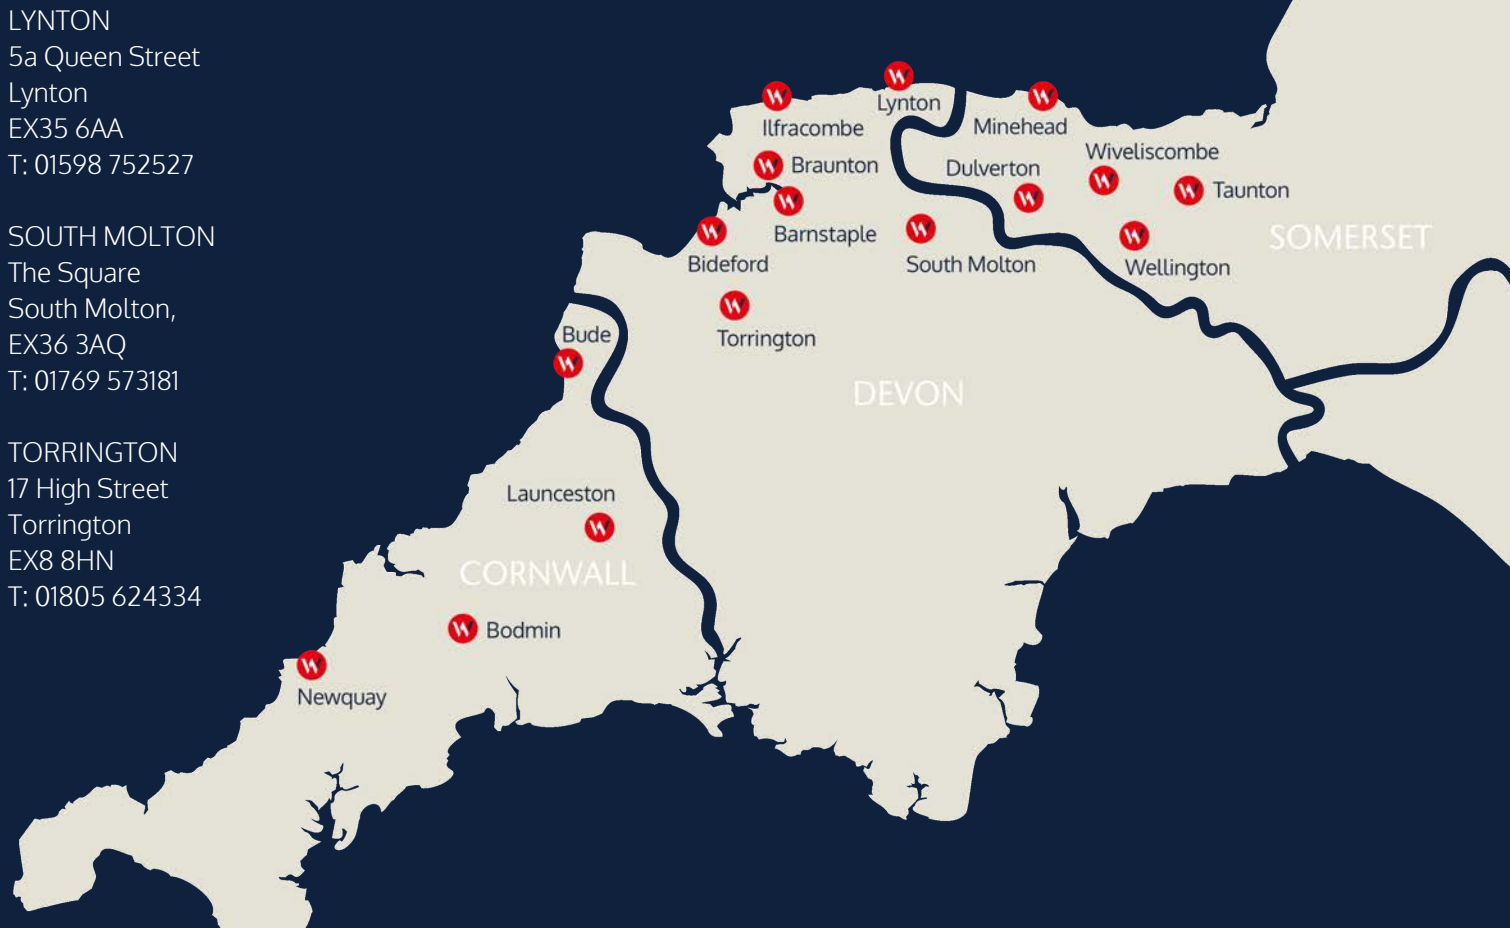 LYNTON
5a Queen Street
Lynton
EX35 6AA
T: 01598 752527
SOUTH MOLTON
The Square
South Molton,
EX36 3AQ
T: 01769 573181
TORRINGTON
17 High Street
Torrington
EX8 8HN
T: 01805 624334
Lynton
Ilfracombe
Minehead
Braunton
Dulverton
Wiveliscombe
Taunton
Barnstaple
SOMERSET
Bideford
South Molton
Wellington
Torrington
Bude
DEVON
Launceston
CORNWALL
Bodmin
Newquay